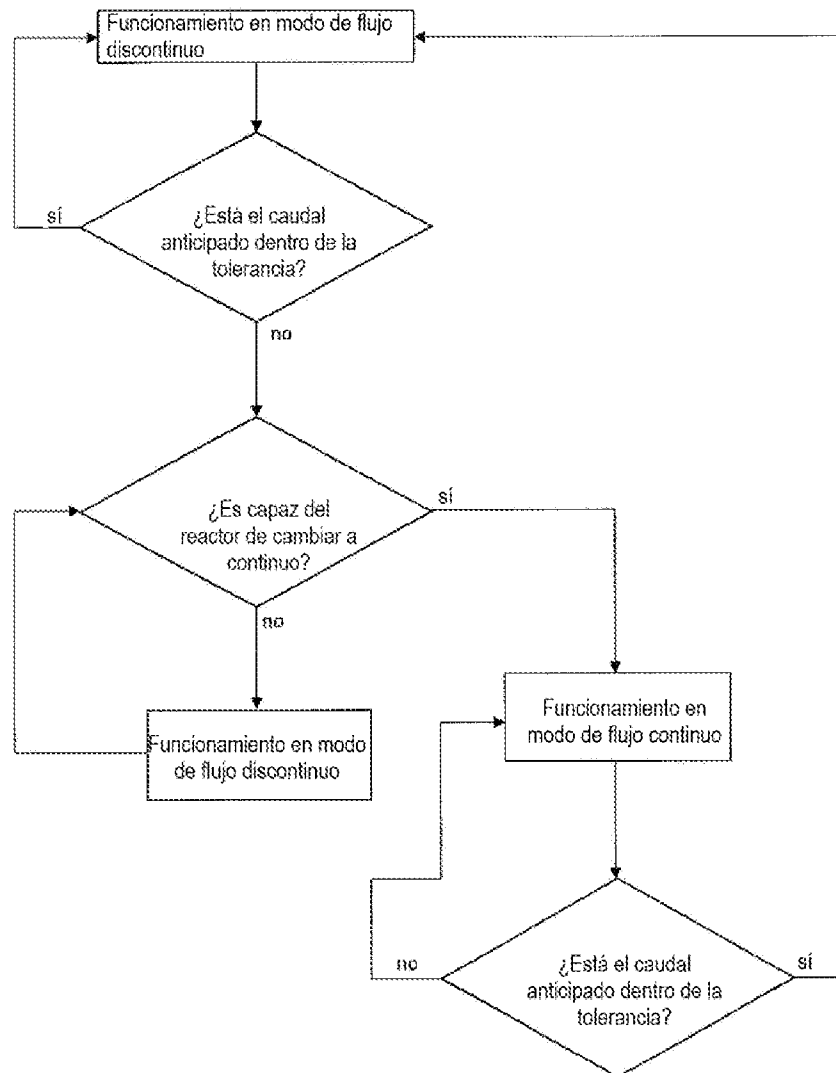 Funcionamiento en modo de flujo
discontinuo
sí
¿Está el caudal
anticipado dentro de la
tolerancia?
no
¿Es capaz del
reactor de cambiar a
continuo?
sí
no
Funcionamiento en modo
de flujo discontinuo
Funcionamiento en
modo de flujo continuo
no
¿Está el caudal
anticipado dentro de la
tolerancia?
sí